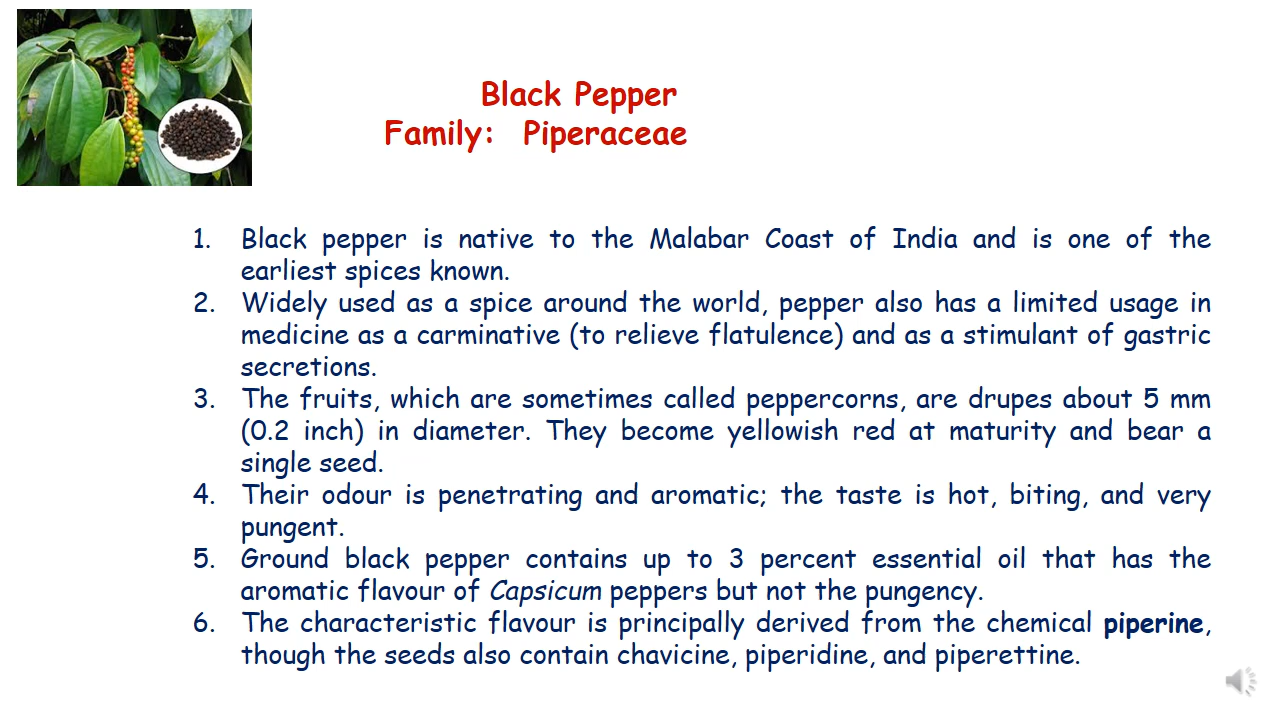 Black Pepper
Family: Piperaceae
1. Black pepper is native to the Malabar Coast of India and is one of the
earliest spices known.
2. Widely used as a spice around the world, pepper also has a limited usage in
medicine as a carminative (to relieve flatulence) and as a stimulant of gastric
secretions.
3. The fruits, which are sometimes called peppercorns, are drupes about 5 mm
(0.2 inch) in diameter. They become yellowish red at maturity and bear a
single seed.
4. Their odour is penetrating and aromatic; the taste is hot, biting, and very
pungent.
5. Ground black pepper contains up to 3 percent essential oil that has the
aromatic flavour of Capsicum peppers but not the pungency.
6. The characteristic flavour is principally derived from the chemical piperine,
though the seeds also contain chavicine, piperidine, and piperettine.